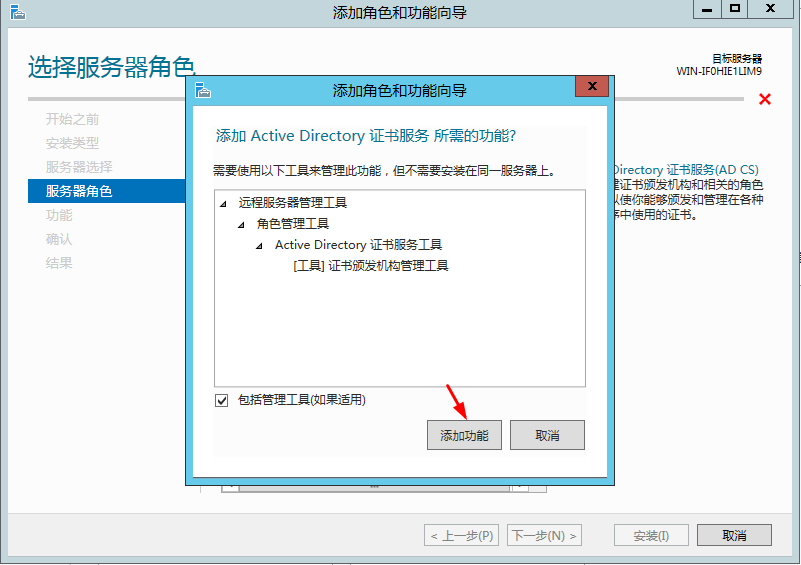 添加角色和功能向导
选择服务器角色
目标服务器
WIN-IF0HIE1LIM9
开始之前
安装类型
服务器选择
服务器角色
功能
确认
结果
添加角色和功能向导
添加 Active Directory 证书服务 所需的功能?
需要使用以下工具来管理此功能，但不需要安装在同一服务器上。
远程服务器管理工具
角色管理工具
Active Directory 证书服务工具
[工具] 证书颁发机构管理工具
包括管理工具(如果适用)
添加功能
取消
Directory 证书服务(AD CS)
证书颁发机构和相关的角色
以使你能够颁发和管理在各种
中使用的证书。
< 上一步(P)
下一步(N) >
安装(I)
取消